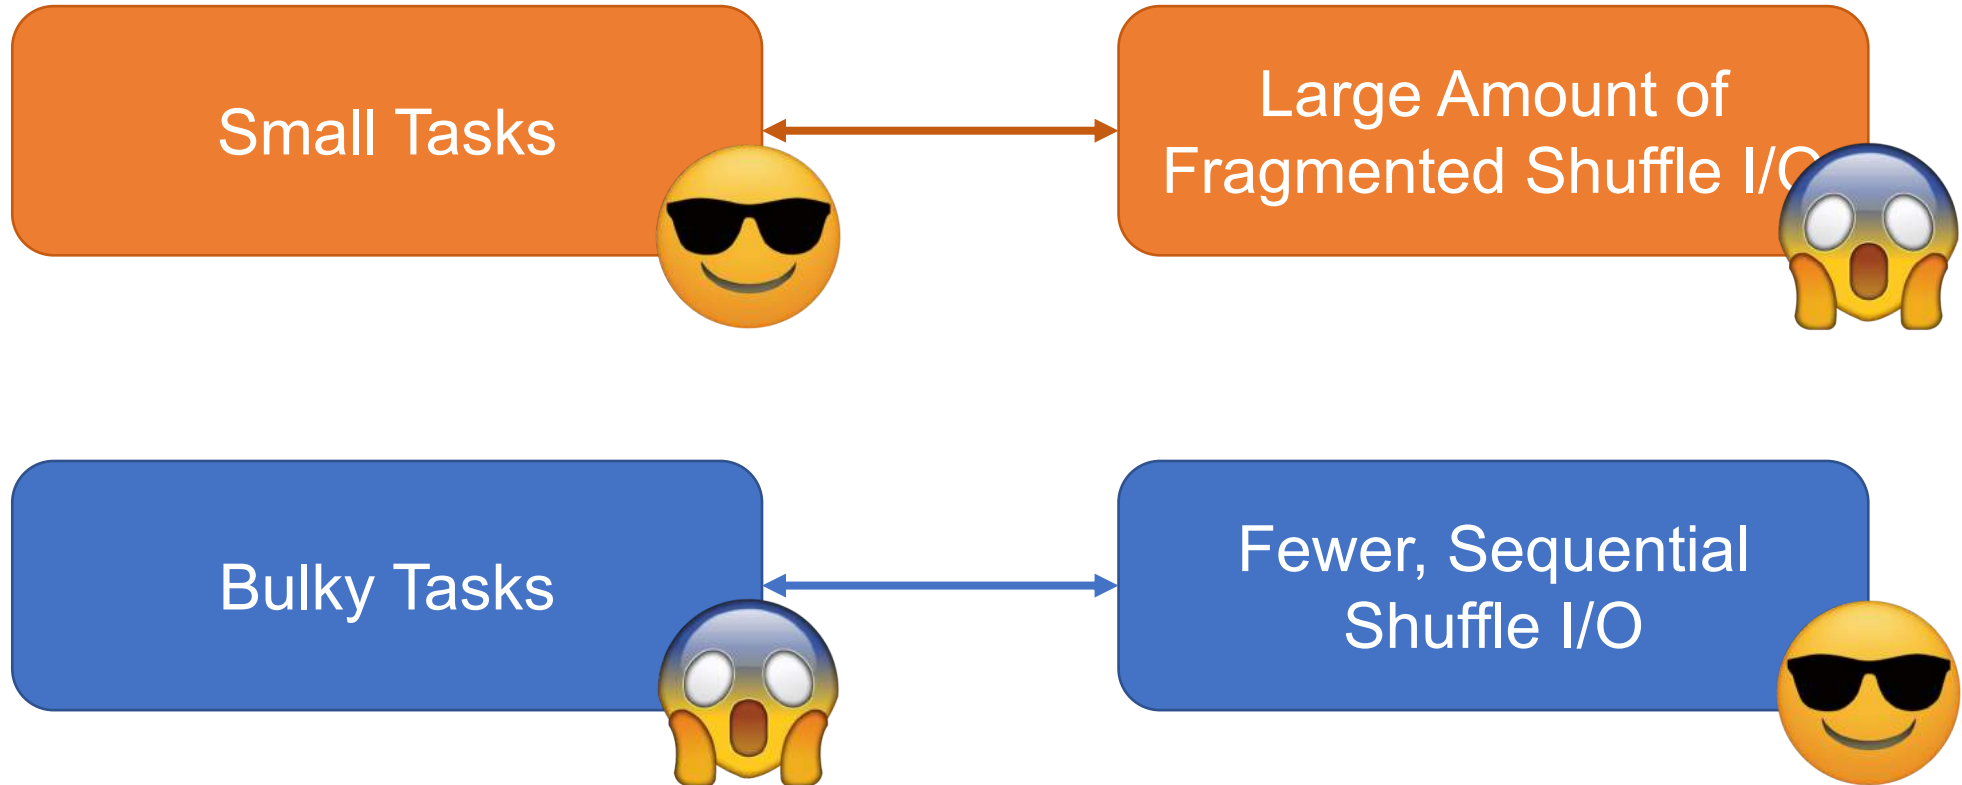 Small Tasks
Large Amount of
Fragmented Shuffle I/O
Bulky Tasks
Fewer, Sequential
Shuffle I/O